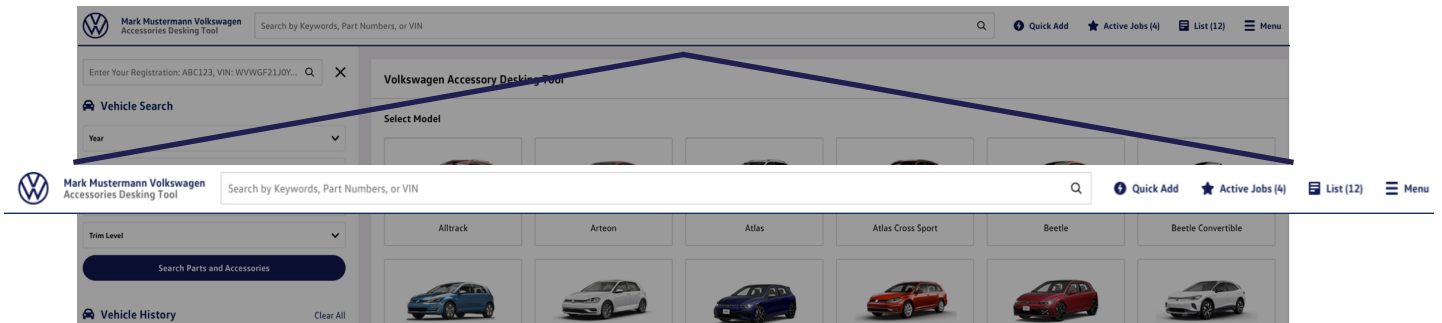 Mark Mustermann Volkswagen
Accessories Desking Tool
Search by Keywords, Part Numbers, or VIN
Quick Add
Active Jobs (4)
List (12)
Menu
Enter Your Registration: ABC123, VIN: WVWGF21J0Y...
Volkswagen Accessory Desking Tool
Vehicle Search
Select Model
Year
Mark Mustermann Volkswagen
Accessories Desking Tool
Search by Keywords, Part Numbers, or VIN
Quick Add
Active Jobs (4)
List (12)
Menu
Trim Level
Alltrack
Arteon
Atlas
Atlas Cross Sport
Beetle
Beetle Convertible
Search Parts and Accessories
Vehicle History
Clear All